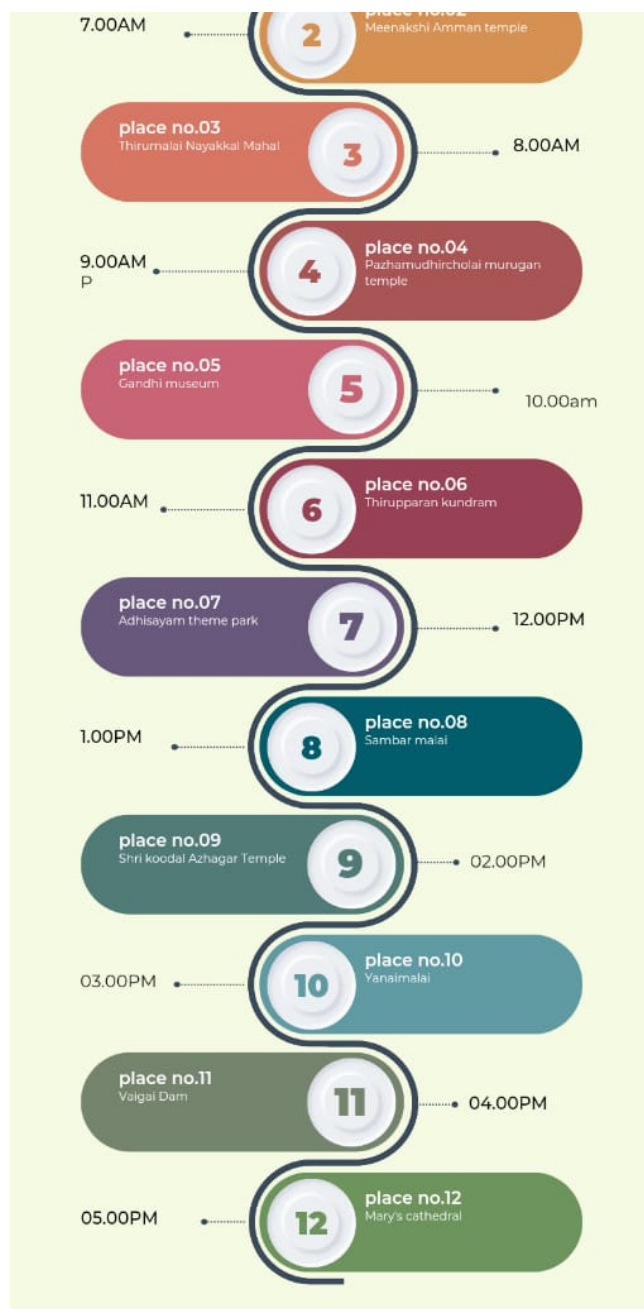 7.00AM
2
place no.02
Meenakshi Amman temple
place no.03
Thirumalai Nayakkal Mahal
3
8.00AM
9.00AM
P
4
place no.04
Pazhamudhircholai murugan
temple
place no.05
Gandhi museum
5
10.00am
11.00AM
6
place no.06
Thirupparan kundram
place no.07
Adhisayam theme park
7
12.00PM
1.00PM
8
place no.08
Sambar malai
place no.09
Shri koodal Azhagar Temple
9
02.00PM
03.00PM
10
place no.10
Yanaimalai
place no.11
Vaigai Dam
11
04.00PM
05.00PM
12
place no.12
Mary's cathedral